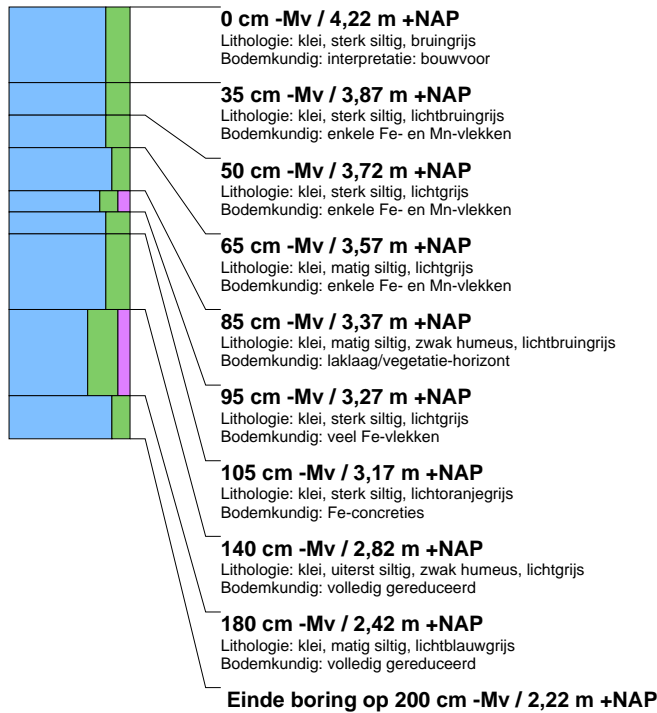 0 cm -Mv / 4,22 m +NAP
Lithologie: klei, sterk siltig, bruingrijs
Bodemkundig: interpretatie: bouwvoor
35 cm -Mv / 3,87 m +NAP
Lithologie: klei, sterk siltig, lichtbruingrijs
Bodemkundig: enkele Fe- en Mn-vlekken
50 cm -Mv / 3,72 m +NAP
Lithologie: klei, sterk siltig, lichtgrijs
Bodemkundig: enkele Fe- en Mn-vlekken
65 cm -Mv / 3,57 m +NAP
Lithologie: klei, matig siltig, lichtgrijs
Bodemkundig: enkele Fe- en Mn-vlekken
85 cm -Mv / 3,37 m +NAP
Lithologie: klei, matig siltig, zwak humeus, lichtbruingrijs
Bodemkundig: laklaag/vegetatie-horizont
95 cm -Mv / 3,27 m +NAP
Lithologie: klei, sterk siltig, lichtgrijs
Bodemkundig: veel Fe-vlekken
105 cm -Mv / 3,17 m +NAP
Lithologie: klei, sterk siltig, lichtoranjegrijs
Bodemkundig: Fe-concreties
140 cm -Mv / 2,82 m +NAP
Lithologie: klei, uiterst siltig, zwak humeus, lichtgrijs
Bodemkundig: volledig gereduceerd
180 cm -Mv / 2,42 m +NAP
Lithologie: klei, matig siltig, lichtblauwgrijs
Bodemkundig: volledig gereduceerd
Einde boring op 200 cm -Mv / 2,22 m +NAP